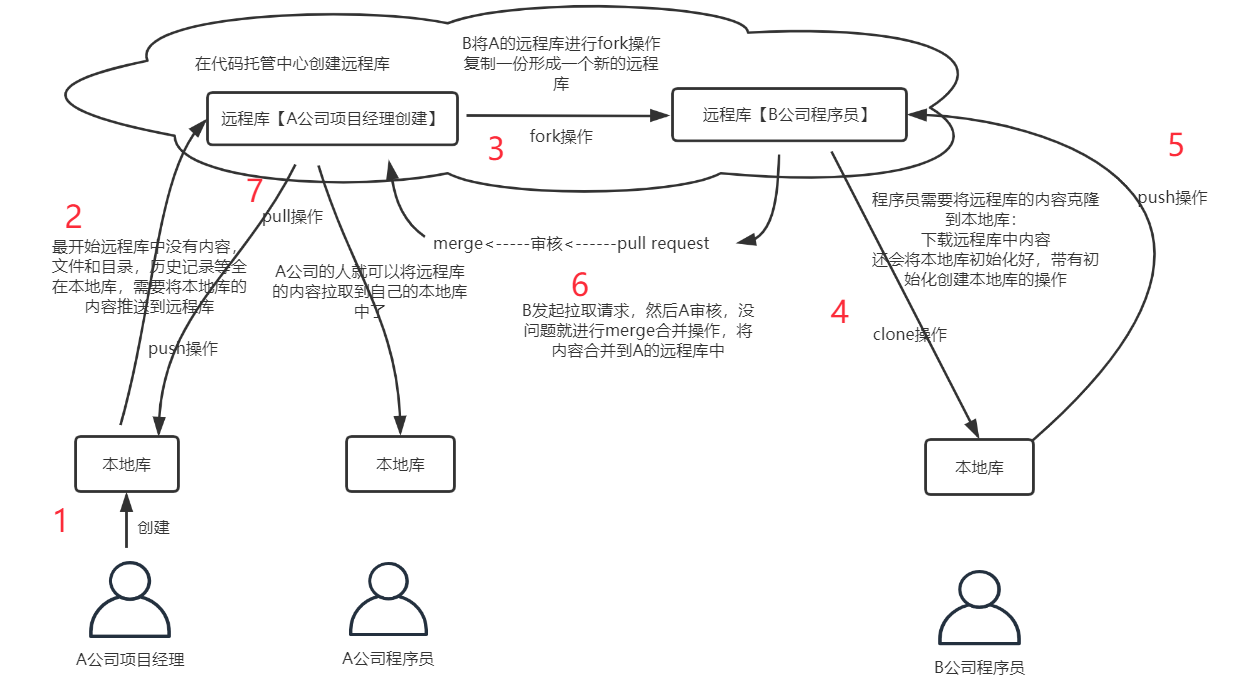 在代码托管中心创建远程库
B将A的远程库进行fork操作
复制一份形成一个新的远程
库
远程库【A公司项目经理创建】
远程库【B公司程序员】
fork操作
3
5
push操作
7
pull操作
2
最开始远程库中没有内容,
文件和目录，历史记录等全
在本地库，需要将本地库的
内容推送到远程库
push操作
A公司的人就可以将远程库
的内容拉取到自己的本地库
中了
merge<-----审核<------pull request
6
B发起拉取请求，然后A审核，没
问题就进行merge合并操作，将
内容合并到A的远程库中
程序员需要将远程库的内容克隆
到本地库：
下载远程库中内容
还会将本地库初始化好，带有初
始化创建本地库的操作
4
clone操作
本地库
本地库
本地库
1
创建
A公司项目经理
A公司程序员
B公司程序员